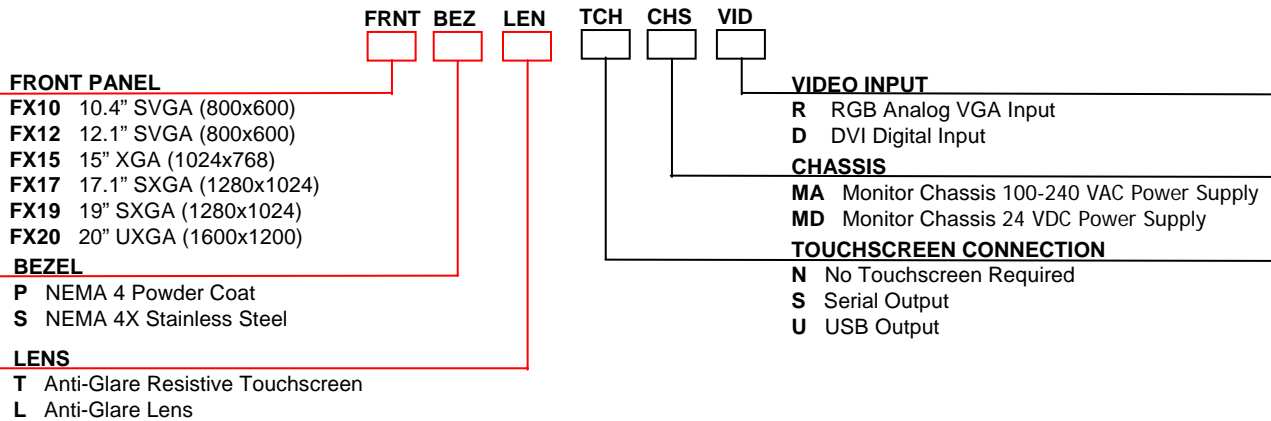 FRNT BEZ LEN TCH CHS VID
FRONT PANEL
FX10 10.4” SVGA (800x600)
FX12 12.1” SVGA (800x600)
FX15 15” XGA (1024x768)
FX17 17.1” SXGA (1280x1024)
FX19 19” SXGA (1280x1024)
FX20 20” UXGA (1600x1200)
BEZEL
P NEMA 4 Powder Coat
S NEMA 4X Stainless Steel
LENS
T Anti-Glare Resistive Touchscreen
L Anti-Glare Lens
VIDEO INPUT
R RGB Analog VGA Input
D DVI Digital Input
CHASSIS
MA Monitor Chassis 100-240 VAC Power Supply
MD Monitor Chassis 24 VDC Power Supply
TOUCHSCREEN CONNECTION
N No Touchscreen Required
S Serial Output
U USB Output